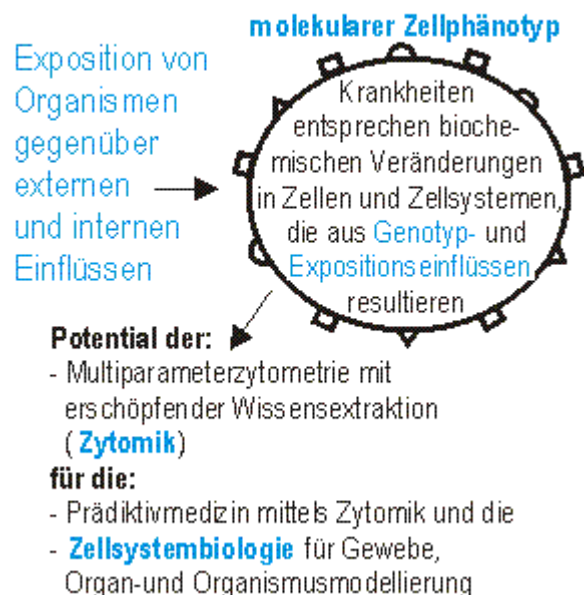 molekularer Zellphänotyp
Exposition von
Organismen
gegenüber
externen
und internen
Einflüssen
Krankheiten
entsprechen bioche-
mischen Veränderungen
in Zellen und Zellsystemen,
die aus Genotyp- und
Expositionseinflüssen
resultieren
Potential der:
- Multiparameterzytometrie mit
erschöpfender Wissensextraktion
( Zytomik)
für die:
- Prädiktivmedizin mittels Zytomik und die
- Zellsystembiologie für Gewebe,
Organ-und Organismusmodellierung